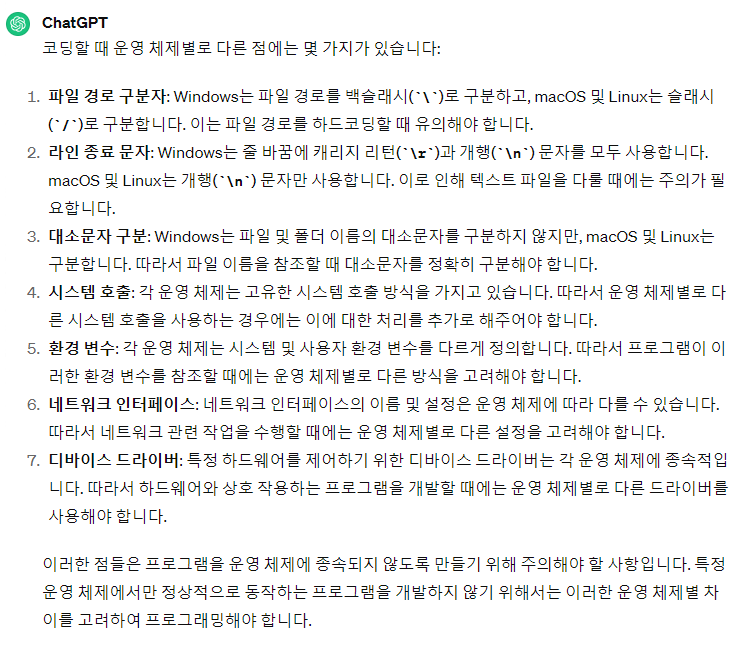 ChatGPT
코딩할 때 운영 체제별로 다른 점에는 몇 가지가 있습니다:
1. 파일 경로 구분자: Windows는 파일 경로를 백슬래시(`\`)로 구분하고, macOS 및 Linux는 슬래시
(`/`)로 구분합니다. 이는 파일 경로를 하드코딩할 때 유의해야 합니다.
2. 라인 종료 문자: Windows는 줄 바꿈에 캐리지 리턴(`\r`)과 개행(`\n`) 문자를 모두 사용합니다.
macOS 및 Linux는 개행(`\n`) 문자만 사용합니다. 이로 인해 텍스트 파일을 다룰 때에는 주의가 필
요합니다.
3. 대소문자 구분: Windows는 파일 및 폴더 이름의 대소문자를 구분하지 않지만, macOS 및 Linux는
구분합니다. 따라서 파일 이름을 참조할 때 대소문자를 정확히 구분해야 합니다.
4. 시스템 호출: 각 운영 체제는 고유한 시스템 호출 방식을 가지고 있습니다. 따라서 운영 체제별로 다
른 시스템 호출을 사용하는 경우에는 이에 대한 처리를 추가로 해주어야 합니다.
5. 환경 변수: 각 운영 체제는 시스템 및 사용자 환경 변수를 다르게 정의합니다. 따라서 프로그램이 이
러한 환경 변수를 참조할 때에는 운영 체제별로 다른 방식을 고려해야 합니다.
6. 네트워크 인터페이스: 네트워크 인터페이스의 이름 및 설정은 운영 체제에 따라 다를 수 있습니다.
따라서 네트워크 관련 작업을 수행할 때에는 운영 체제별로 다른 설정을 고려해야 합니다.
7. 디바이스 드라이버: 특정 하드웨어를 제어하기 위한 디바이스 드라이버는 각 운영 체제에 종속적입
니다. 따라서 하드웨어와 상호 작용하는 프로그램을 개발할 때에는 운영 체제별로 다른 드라이버를
사용해야 합니다.
이러한 점들은 프로그램을 운영 체제에 종속되지 않도록 만들기 위해 주의해야 할 사항입니다. 특정
운영 체제에서만 정상적으로 동작하는 프로그램을 개발하지 않기 위해서는 이러한 운영 체제별 차
이를 고려하여 프로그래밍해야 합니다.